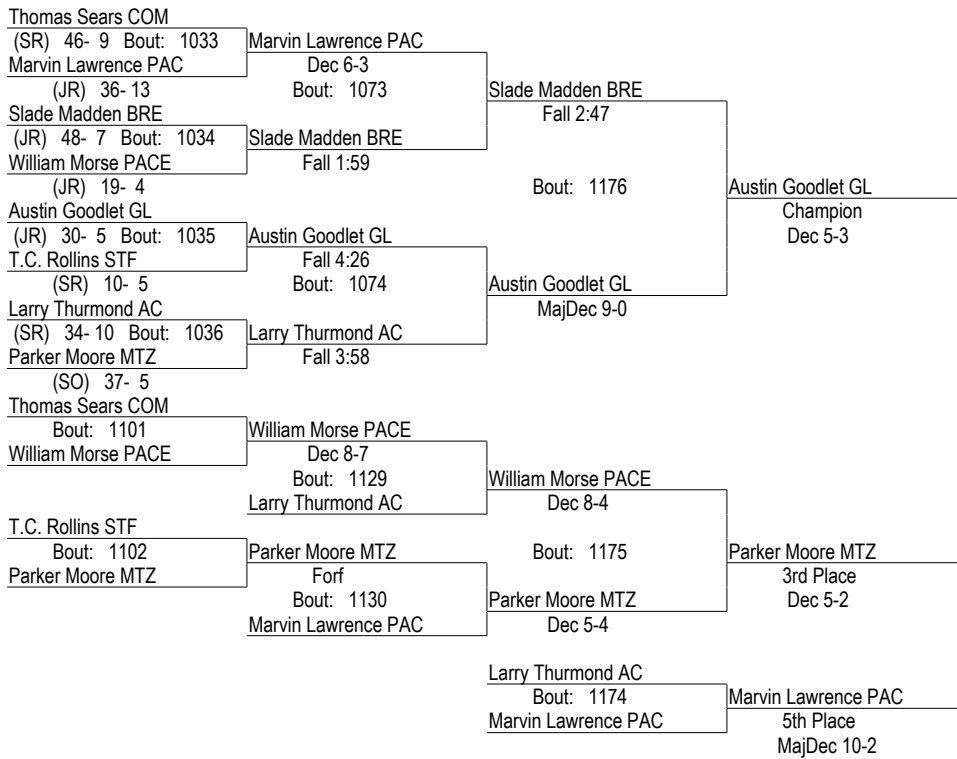 Thomas Sears COM
(SR) 46- 9 Bout: 1033 Marvin Lawrence PAC
Marvin Lawrence PAC Dec 6-3
(JR) 36- 13 Bout: 1073 Slade Madden BRE
Slade Madden BRE Fall 2:47
(JR) 48- 7 Bout: 1034 Slade Madden BRE
William Morse PACE Fall 1:59
(JR) 19- 4 Bout: 1176 Austin Goodlet GL
Austin Goodlet GL Champion
(JR) 30- 5 Bout: 1035 Austin Goodlet GL Dec 5-3
T.C. Rollins STF Fall 4:26
(SR) 10- 5 Bout: 1074 Austin Goodlet GL
Larry Thurmond AC MajDec 9-0
(SR) 34- 10 Bout: 1036 Larry Thurmond AC
Parker Moore MTZ Fall 3:58
(SO) 37- 5
Thomas Sears COM
Bout: 1101 William Morse PACE
William Morse PACE Dec 8-7
Bout: 1129 William Morse PACE
Larry Thurmond AC Dec 8-4
T.C. Rollins STF
Bout: 1102 Parker Moore MTZ Bout: 1175 Parker Moore MTZ
Parker Moore MTZ Forf 3rd Place
Bout: 1130 Parker Moore MTZ Dec 5-2
Marvin Lawrence PAC Dec 5-4
Larry Thurmond AC
Bout: 1174 Marvin Lawrence PAC
Marvin Lawrence PAC 5th Place
MajDec 10-2